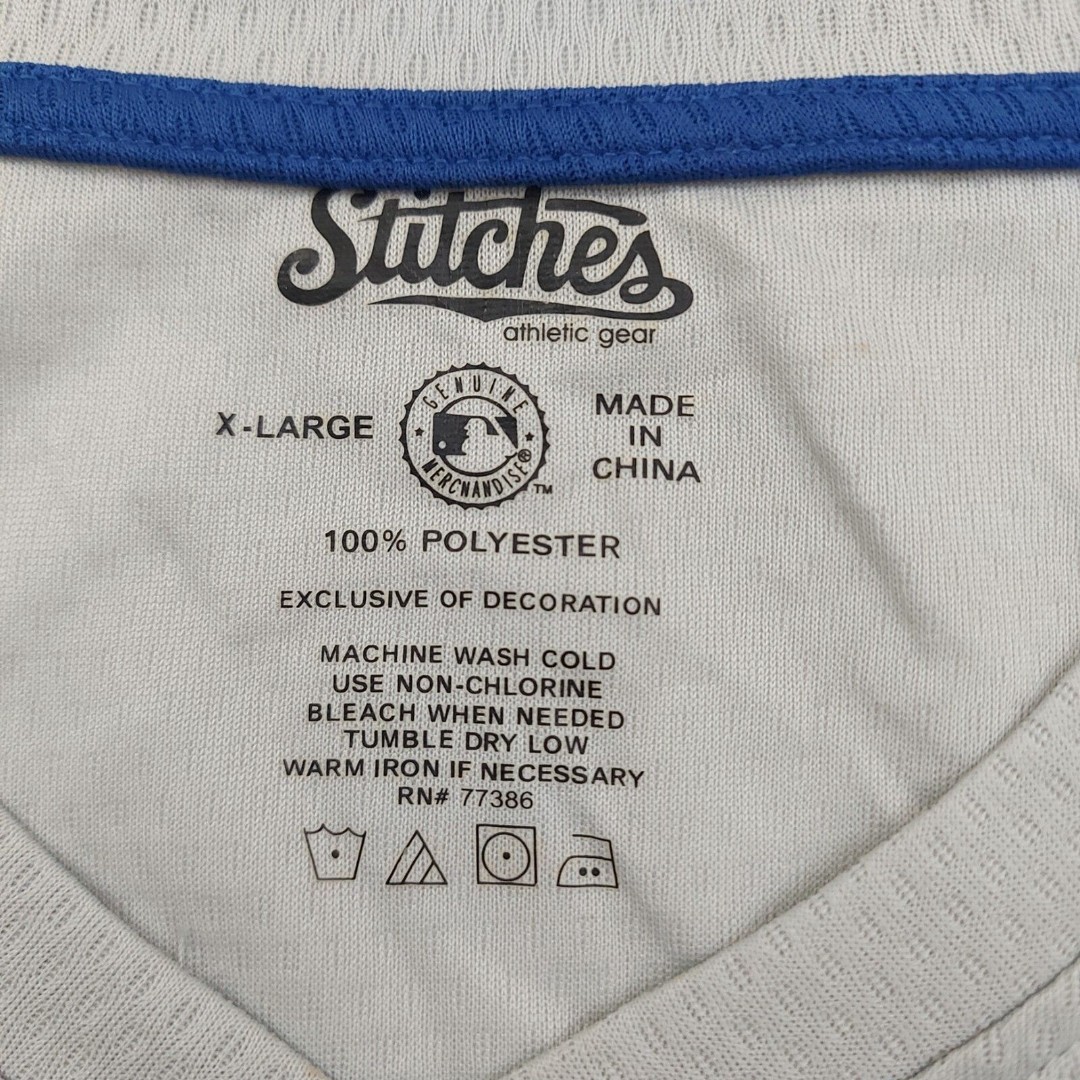 Stitches
athletic gear
X-LARGE
GENUINE
MERCHANDISE®
TM
MADE
IN
CHINA
100% POLYESTER
EXCLUSIVE OF DECORATION
MACHINE WASH COLD
USE NON-CHLORINE
BLEACH WHEN NEEDED
TUMBLE DRY LOW
WARM IRON IF NECESSARY
RN# 77386